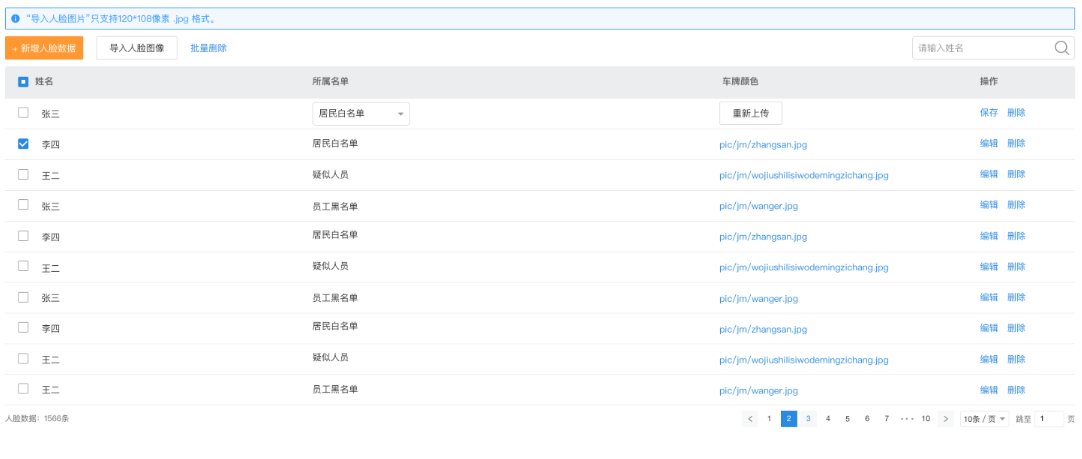 “导入人脸图片”只支持120*108像素 .jpg 格式。
+ 新增人脸数据 导入人脸图像 批量删除 请输入姓名
姓名 所属名单 车牌颜色 操作
张三 居民白名单 重新上传 保存 删除
李四 居民白名单 pic/jm/zhangsan.jpg 编辑 删除
王二 疑似人员 pic/jm/wojiushilisiwodemingzichang.jpg 编辑 删除
张三 员工黑名单 pic/jm/wanger.jpg 编辑 删除
李四 居民白名单 pic/jm/zhangsan.jpg 编辑 删除
王二 疑似人员 pic/jm/wojiushilisiwodemingzichang.jpg 编辑 删除
张三 员工黑名单 pic/jm/wanger.jpg 编辑 删除
李四 居民白名单 pic/jm/zhangsan.jpg 编辑 删除
王二 疑似人员 pic/jm/wojiushilisiwodemingzichang.jpg 编辑 删除
王二 员工黑名单 pic/jm/wanger.jpg 编辑 删除
人脸数据：1566条 < 1 2 3 4 5 6 7 ··· 10 > 10条 / 页 跳至 1 页